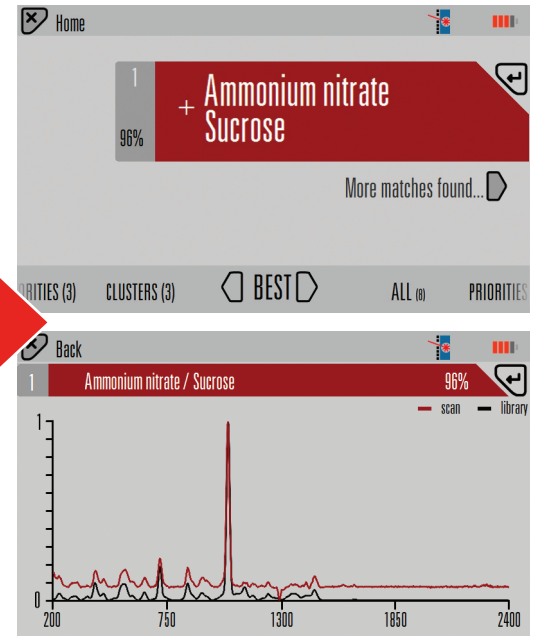 Home
1
96%
+ Ammonium nitrate
Sucrose
More matches found...
ORITIES (3) CLUSTERS (3) BEST ALL (8) PRIORITIES
Back
1 Ammonium nitrate / Sucrose 96%
scan library
1
0
200 750 1300 1850 2400